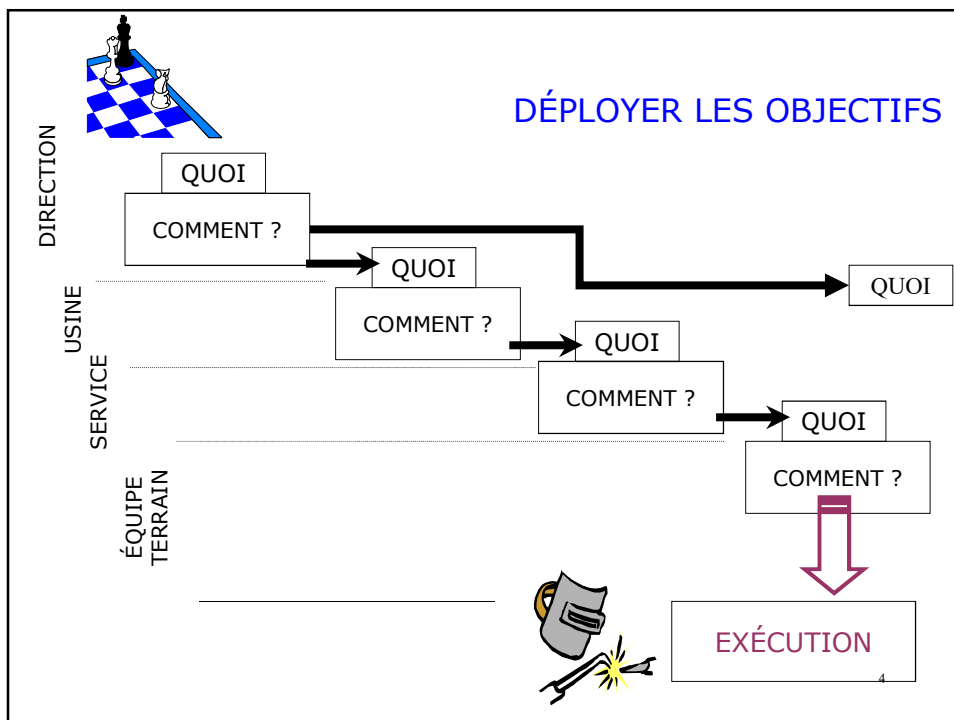 DÉPLOYER LES OBJECTIFS
DIRECTION
QUOI
COMMENT ?
QUOI
QUOI
USINE
COMMENT ?
QUOI
SERVICE
COMMENT ?
QUOI
COMMENT ?
ÉQUIPE
TERRAIN
EXÉCUTION
4